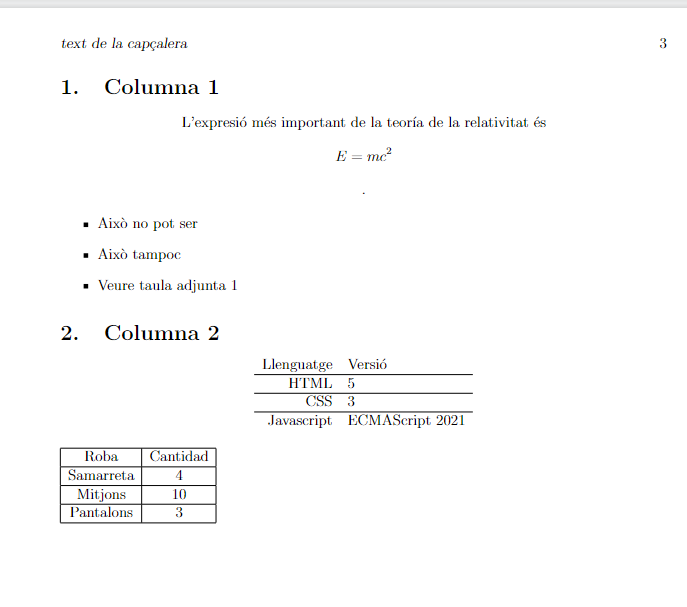 text de la capçalera 3
1. Columna 1
L'expresió més important de la teoría de la relativitat és
E = mc²
.
▪ Això no pot ser
▪ Això tampoc
▪ Veure taula adjunta 1
2. Columna 2
Llenguatge Versió
HTML 5
CSS 3
Javascript ECMAScript 2021
Roba Cantidad
Samarreta 4
Mitjons 10
Pantalons 3